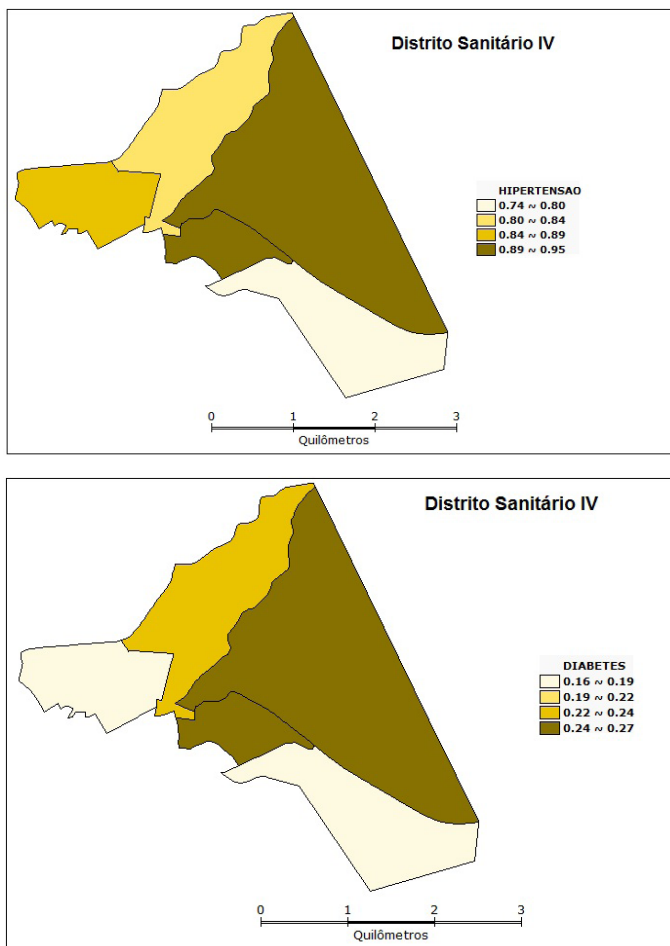 Distrito Sanitário IV
HIPERTENSAO
0.74 ~ 0.80
0.80 ~ 0.84
0.84 ~ 0.89
0.89 ~ 0.95
0 1 2 3
Quilômetros
Distrito Sanitário IV
DIABETES
0.16 ~ 0.19
0.19 ~ 0.22
0.22 ~ 0.24
0.24 ~ 0.27
0 1 2 3
Quilômetros